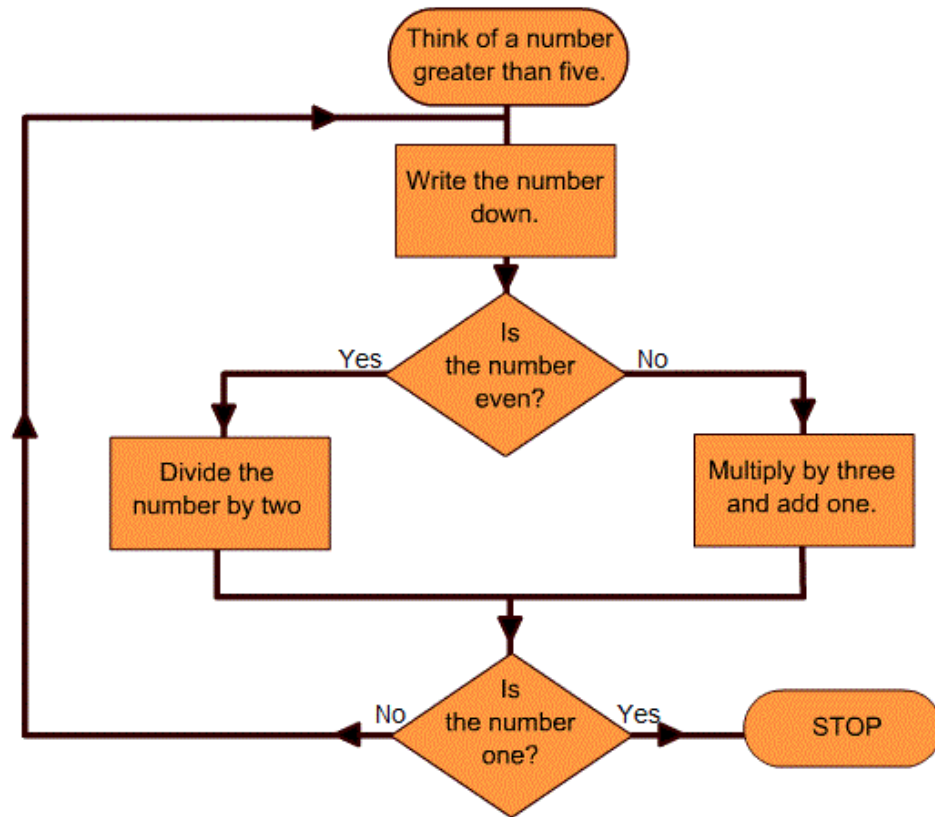 Think of a number
greater than five.
Write the number
down.
Is
the number
even?
Yes
No
Divide the
number by two
Multiply by three
and add one.
Is
the number
one?
No
Yes
STOP